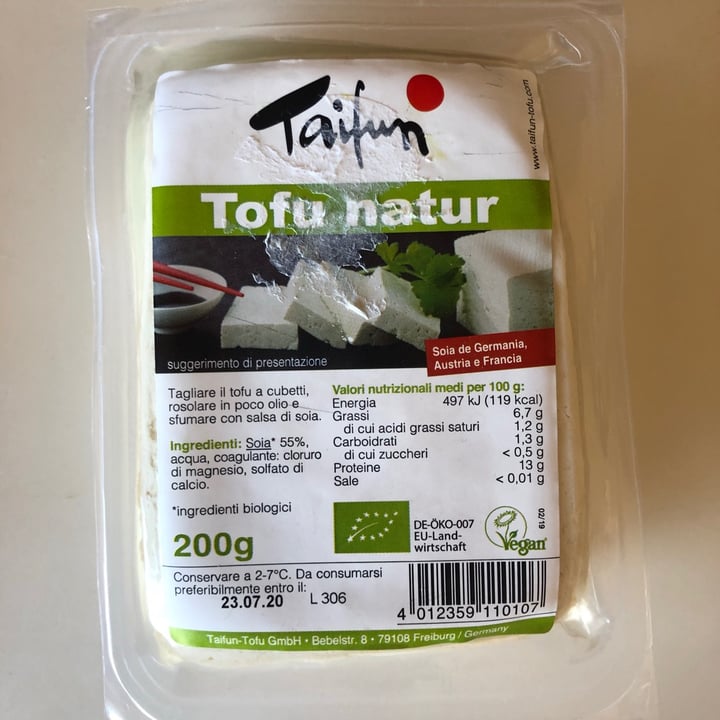 Taifun
www.taifun-tofu.com
Tofu natur
suggerimento di presentazione
Soia de Germania,
Austria e Francia
Tagliare il tofu a cubetti,
rosolare in poco olio e
sfumare con salsa di soia.
Ingredienti: Soia* 55%,
acqua, coagulante: cloruro
di magnesio, solfato di
calcio.
*ingredienti biologici
200g
Valori nutrizionali medi per 100 g:
Energia 497 kJ (119 kcal)
Grassi 6,7 g
di cui acidi grassi saturi 1,2 g
Carboidrati 1,3 g
di cui zuccheri < 0,5 g
Proteine 13 g
Sale < 0,01 g
DE-ÖKO-007
EU-Land-
wirtschaft
Vegan
02/19
Conservare a 2-7°C. Da consumarsi
preferibilmente entro il:
23.07.20 L 306
4 012359 110107
Taifun-Tofu GmbH • Bebelstr. 8 • 79108 Freiburg / Germany